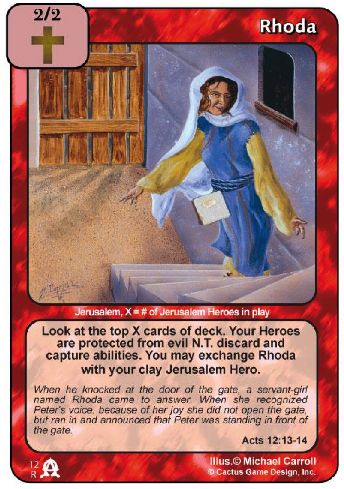 2/2
Rhoda
Jerusalem, X = # of Jerusalem Heroes in play
Look at the top X cards of deck. Your Heroes
are protected from evil N.T. discard and
capture abilities. You may exchange Rhoda
with your clay Jerusalem Hero.
When he knocked at the door of the gate, a servant-girl
named Rhoda came to answer. When she recognized
Peter's voice, because of her joy she did not open the gate,
but ran in and announced that Peter was standing in front of
the gate.
Acts 12:13-14
12
R
Illus.© Michael Carroll
© Cactus Game Design, Inc.